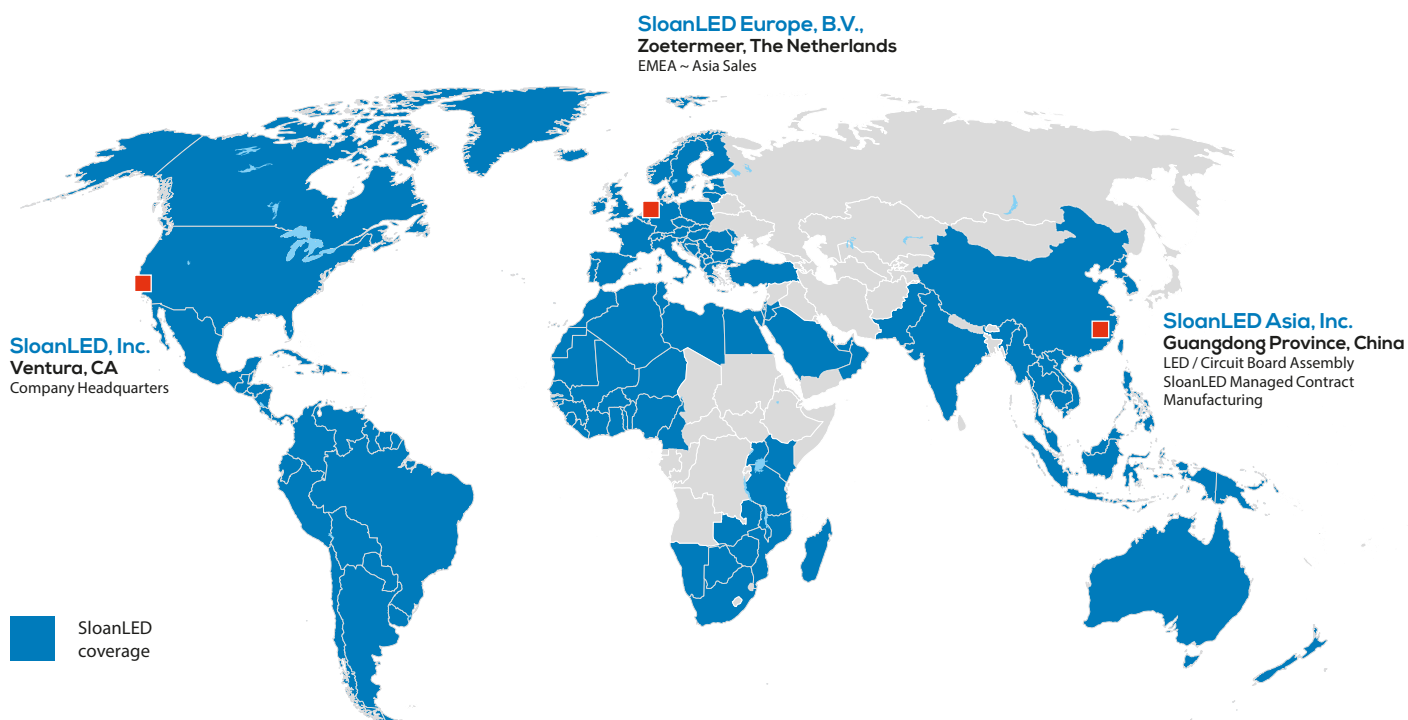 SloanLED Europe, B.V.,
Zoetermeer, The Netherlands
EMEA ~ Asia Sales
SloanLED, Inc.
Ventura, CA
Company Headquarters
SloanLED Asia, Inc.
Guangdong Province, China
LED / Circuit Board Assembly
SloanLED Managed Contract
Manufacturing
SloanLED
coverage